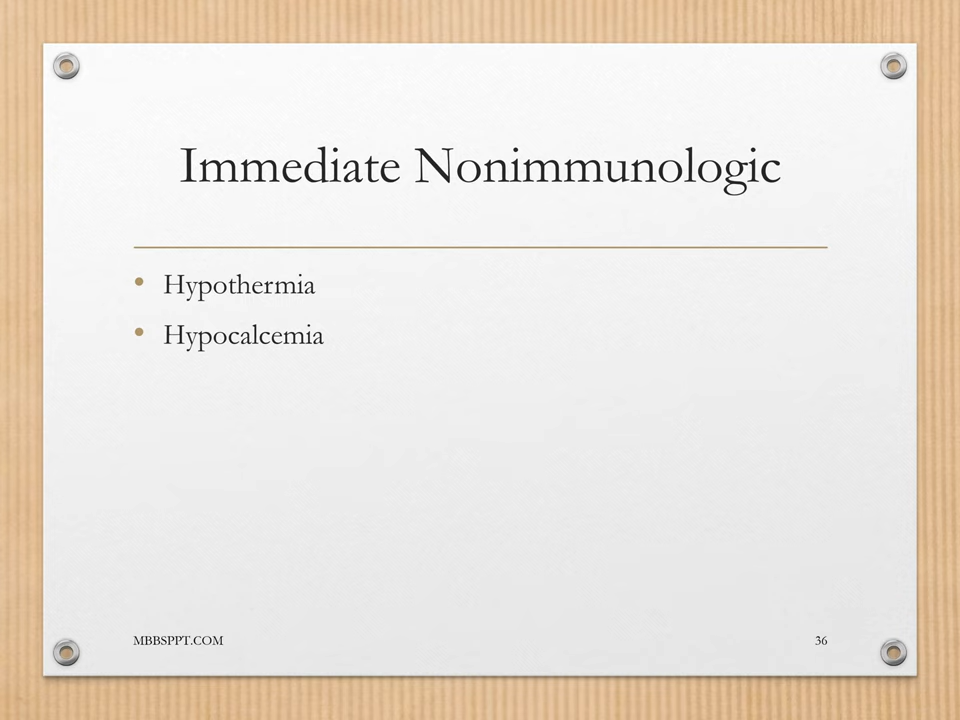 Immediate Nonimmunologic
• Hypothermia
• Hypocalcemia
MBBSPPT.COM 36